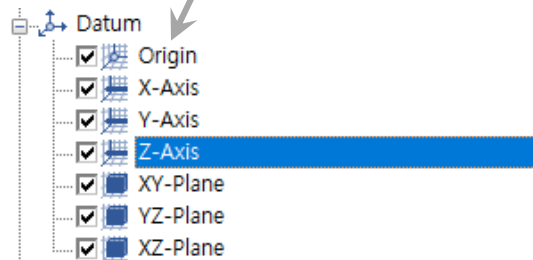 Datum
Origin
X-Axis
Y-Axis
Z-Axis
XY-Plane
YZ-Plane
XZ-Plane